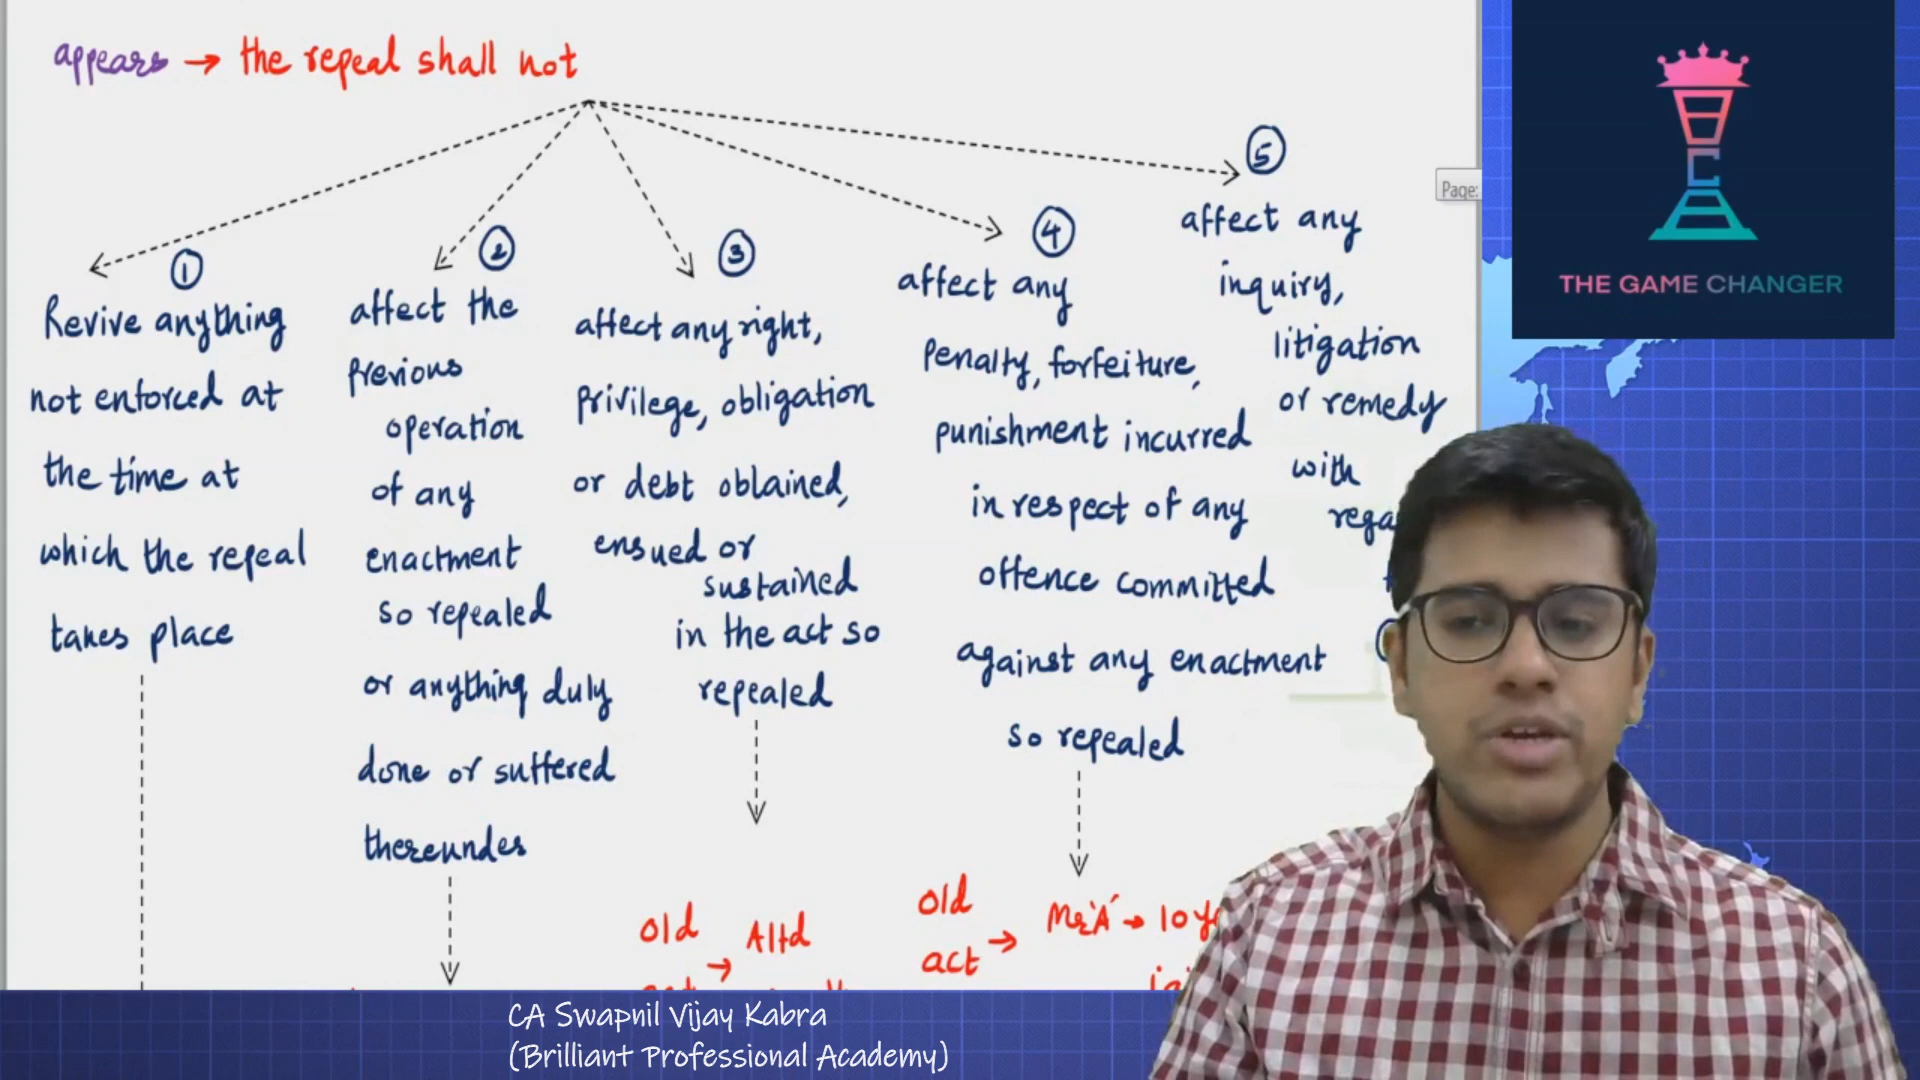 appears → the repeal shall not
①
Revive anything
not enforced at
the time at
which the repeal
takes place
②
affect the
previous
operation
of any
enactment
so repealed
or anything duly
done or suffered
thereunder
③
affect any right,
privilege, obligation
or debt oblained,
ensued or
sustained
in the act so
repealed
Old
→ A ltd
④
affect any
Penalty, forfeiture,
punishment incurred
in respect of any
offence committed
against any enactment
so repealed
old
act → Mr'A' → 10
⑤
affect any
inquiry,
litigation
or remedy
with
Page:
THE GAME CHANGER
CA Swapnil Vijay Kabra
(Brilliant Professional Academy)